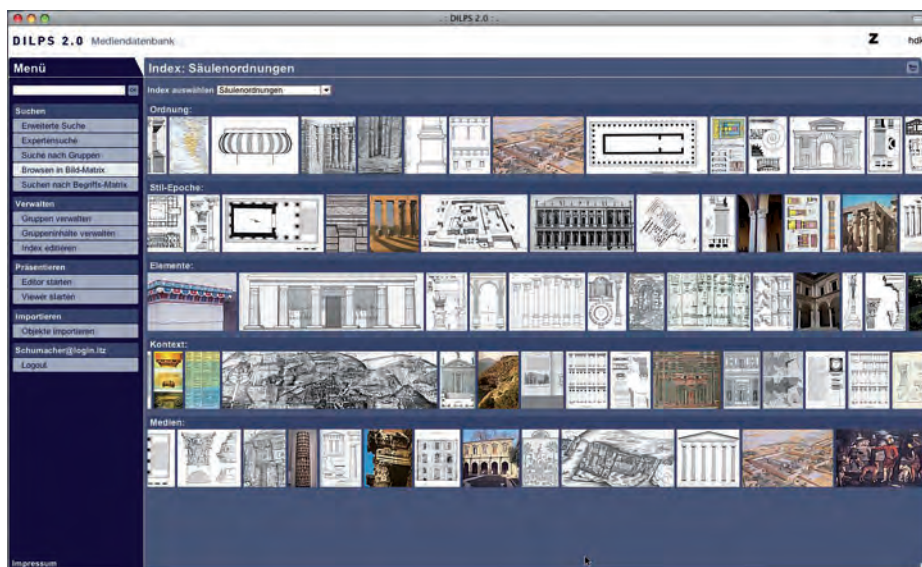 .: DILPS 2.0 :.
DILPS 2.0 Mediendatenbank
Z hdk
Menü
Index: Säulenordnungen
Index auswählen Säulenordnungen
Suchen
Erweiterte Suche
Expertensuche
Suche nach Gruppen
Browsen in Bild-Matrix
Suchen nach Begriffs-Matrix
Verwalten
Gruppen verwalten
Gruppeninhalte verwalten
Index editieren
Präsentieren
Editor starten
Viewer starten
Importieren
Objekte importieren
Schumacher@login.itz
Logout
Impressum
Ordnung:
Stil-Epoche:
Elemente:
Kontext:
Medien: